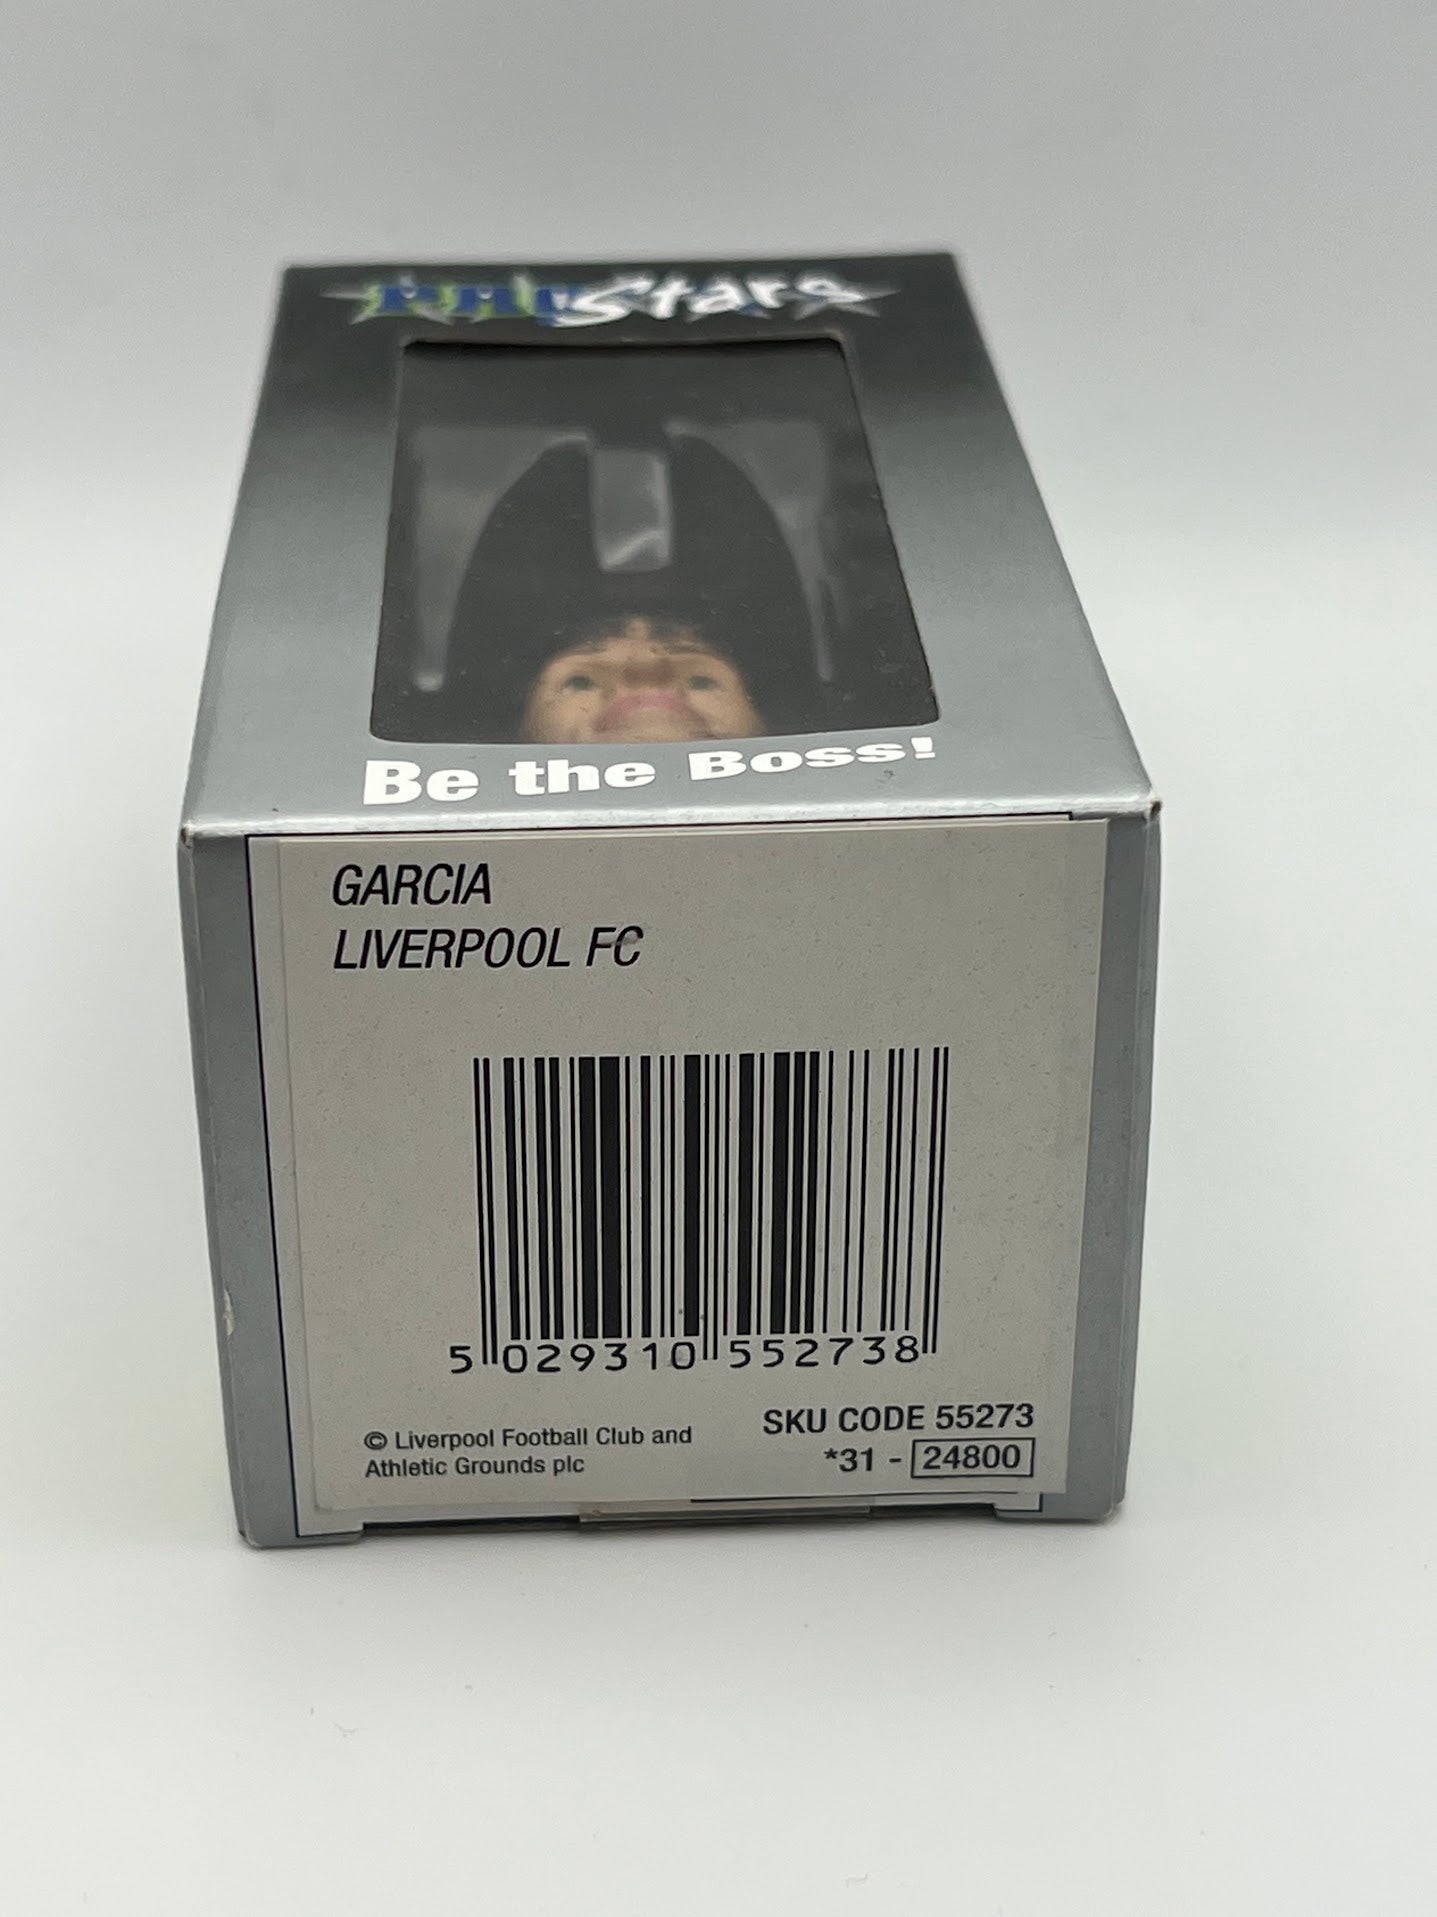 Stars
Be the Boss!
GARCIA
LIVERPOOL FC
5 029310 552738
© Liverpool Football Club and
Athletic Grounds plc
SKU CODE 55273
*31 - 24800